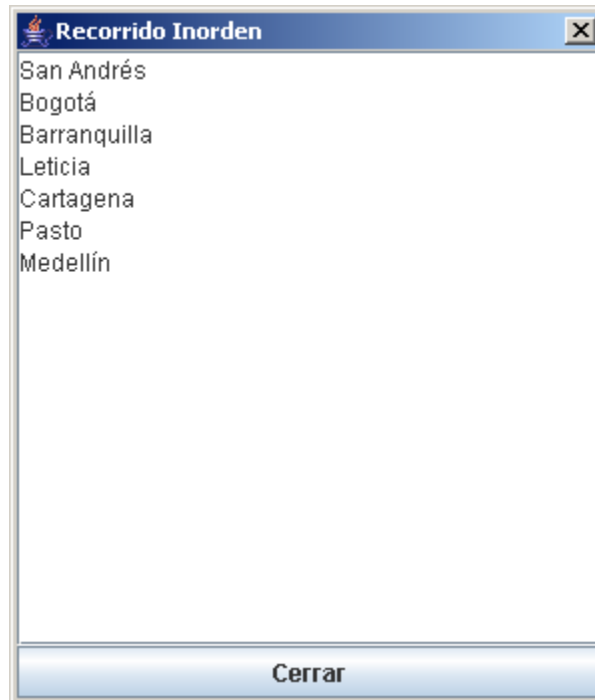 Recorrido Inorden
San Andrés
Bogotá
Barranquilla
Leticia
Cartagena
Pasto
Medellín
Cerrar